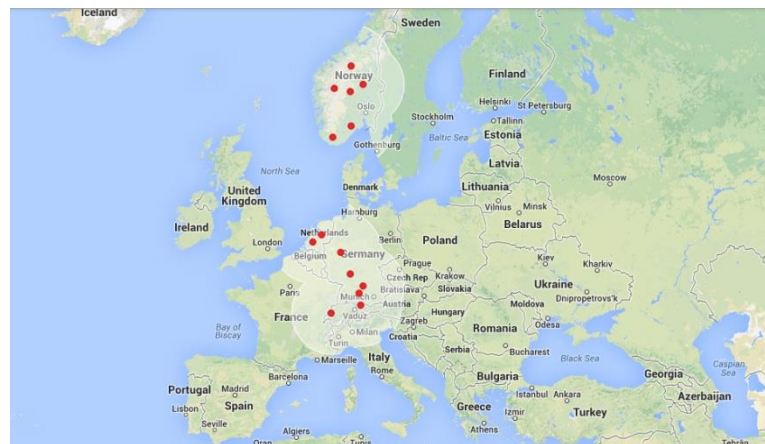 Iceland
Sweden
Norway
Finland
Oslo
Helsinki
St Petersburg
Stockholm
Tallinn
Estonia
Baltic Sea
Gothenburg
Latvia
North Sea
Denmark
Lithuania
Moscow
United
Kingdom
Vilnius
Minsk
Hamburg
Belarus
Ireland
Netherlands
Berlin
Poland
London
Belgium
Germany
Prague
Kiev
Kharkiv
Czech Rep
Krakow
Paris
Munich
Bratislava
Slovakia
Ukraine
Dnipropetrovs'k
Austria
Moldova
France
Vaduz
Hungary
Zagreb
Odesa
Bay of
Biscay
Turin
Milan
Croatia
Romania
Marseille
Italy
Serbia
Bucharest
Black Sea
Caspian
Sea
Portugal
Madrid
Barcelona
Rome
Bulgaria
Georgia
Spain
Istanbul
Ankara
Azerbaijan
Lisbon
Greece
Izmir
Turkey
Seville
Athens
Algiers
Oran
Tunis
Tehran